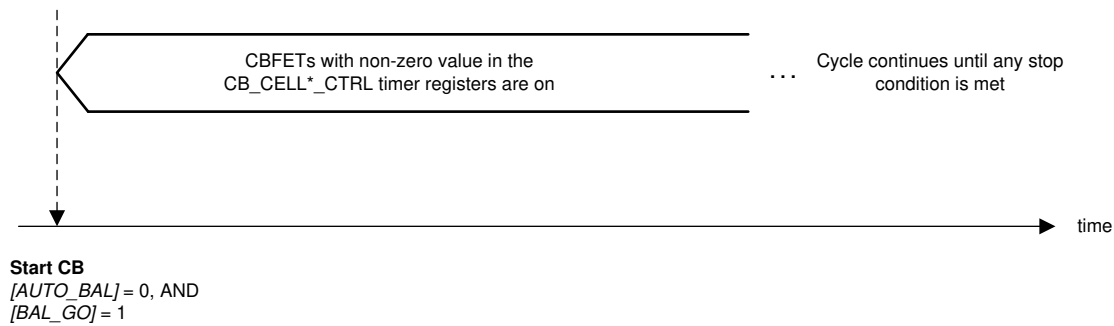 CBFETs with non-zero value in the
CB_CELL*_CTRL timer registers are on
... Cycle continues until any stop
condition is met
time
Start CB
[AUTO_BAL] = 0, AND
[BAL_GO] = 1